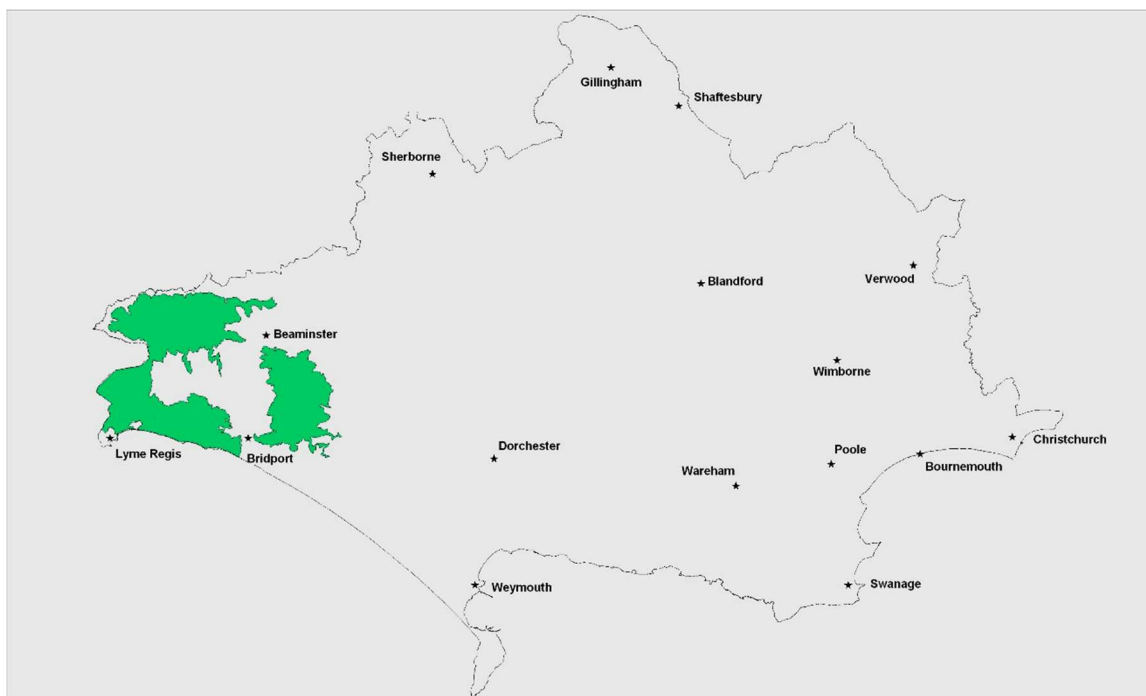 Gillingham
Shaftesbury
Sherborne
Verwood
Blandford
Beaminster
Wimborne
Lyme Regis
Bridport
Dorchester
Poole
Christchurch
Bournemouth
Wareham
Weymouth
Swanage